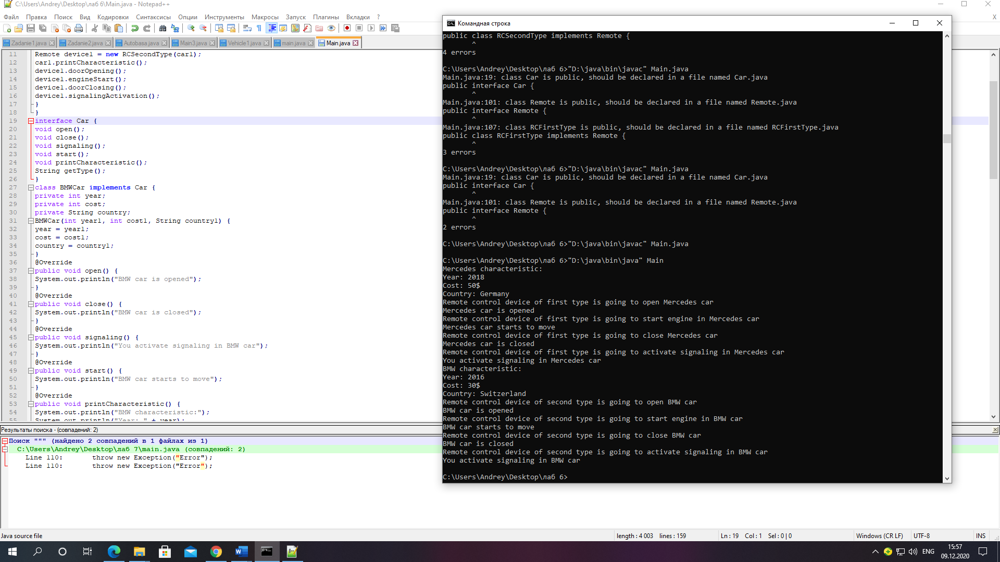 C:\Users\Andrey\Desktop\лаб 6\Main.java - Notepad++
Файл Правка Поиск Вид Кодировки Синтаксисы Опции Инструменты Макросы Запуск Плагины Вкладки ? X
Zadanie1.java Zadanie2.java Autobasa.java Main3.java Vehicle1.java main.java Main.java
11 Remote device1 = new RCSecondType(car1);
12 car1.printCharacteristic();
13 device1.doorOpening();
14 device1.engineStart();
15 device1.doorClosing();
16 device1.signalingActivation();
17 }
18 }
19 interface Car {
20 void open();
21 void close();
22 void signaling();
23 void start();
24 void printCharacteristic();
25 String getType();
26 }
27 class BMWCar implements Car {
28 private int year;
29 private int cost;
30 private String country;
31 BMWCar(int year1, int cost1, String country1) {
32 year = year1;
33 cost = cost1;
34 country = country1;
35 }
36 @Override
37 public void open() {
38 System.out.println("BMW car is opened");
39 }
40 @Override
41 public void close() {
42 System.out.println("BMW car is closed");
43 }
44 @Override
45 public void signaling() {
46 System.out.println("You activate signaling in BMW car");
47 }
48 @Override
49 public void start() {
50 System.out.println("BMW car starts to move");
51 }
52 @Override
53 public void printCharacteristic() {
54 System.out.println("BMW characteristic:");
55 System.out.println("Year: " + year);
Результаты поиска - (совпадений: 2)
Поиск """ (найдено 2 совпадений в 1 файлах из 1)
C:\Users\Andrey\Desktop\лаб 7\main.java (совпадений: 2)
Line 110: throw new Exception("Error");
Line 110: throw new Exception("Error");
Java source file length : 4 003 lines : 159 Ln : 19 Col : 1 Sel : 0 | 0 Windows (CR LF) UTF-8 INS
Командная строка
public class RCSecondType implements Remote {
^
4 errors
C:\Users\Andrey\Desktop\лаб 6>"D:\java\bin\javac" Main.java
Main.java:19: class Car is public, should be declared in a file named Car.java
public interface Car {
^
Main.java:101: class Remote is public, should be declared in a file named Remote.java
public interface Remote {
^
Main.java:107: class RCFirstType is public, should be declared in a file named RCFirstType.java
public class RCFirstType implements Remote {
^
3 errors
C:\Users\Andrey\Desktop\лаб 6>"D:\java\bin\javac" Main.java
Main.java:19: class Car is public, should be declared in a file named Car.java
public interface Car {
^
Main.java:101: class Remote is public, should be declared in a file named Remote.java
public interface Remote {
^
2 errors
C:\Users\Andrey\Desktop\лаб 6>"D:\java\bin\javac" Main.java
C:\Users\Andrey\Desktop\лаб 6>"D:\java\bin\java" Main
Mercedes characteristic:
Year: 2018
Cost: 50$
Country: Germany
Remote control device of first type is going to open Mercedes car
Mercedes car is opened
Remote control device of first type is going to start engine in Mercedes car
Mercedes car starts to move
Remote control device of first type is going to close Mercedes car
Mercedes car is closed
Remote control device of first type is going to activate signaling in Mercedes car
You activate signaling in Mercedes car
BMW characteristic:
Year: 2016
Cost: 30$
Country: Switzerland
Remote control device of second type is going to open BMW car
BMW car is opened
Remote control device of second type is going to start engine in BMW car
BMW car starts to move
Remote control device of second type is going to close BMW car
BMW car is closed
Remote control device of second type is going to activate signaling in BMW car
You activate signaling in BMW car
C:\Users\Andrey\Desktop\лаб 6>
ENG
15:57
09.12.2020